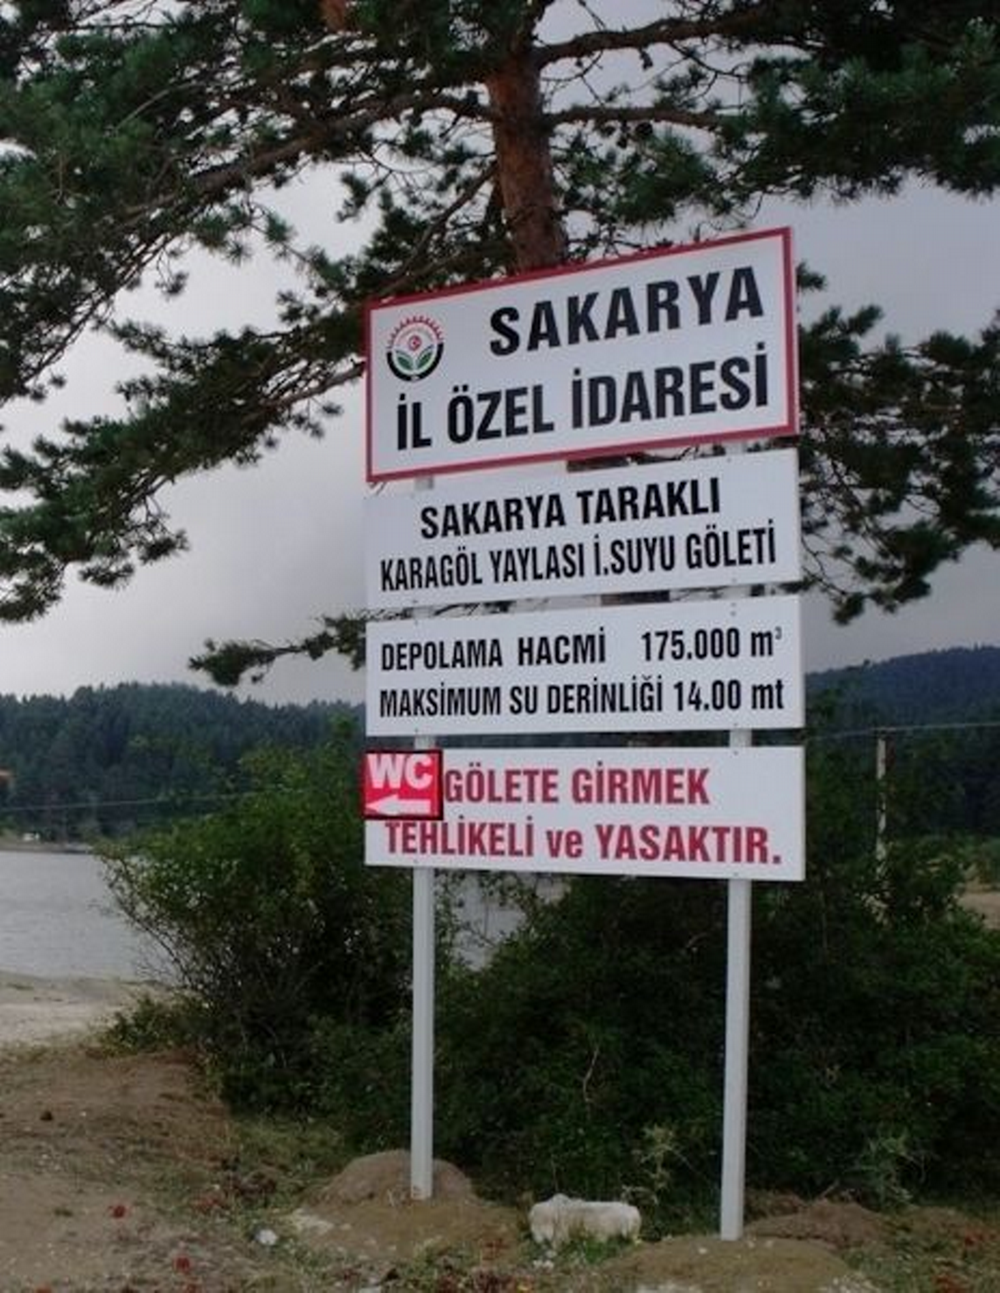 SAKARYA
İL ÖZEL İDARESİ
SAKARYA TARAKLI
KARAGÖL YAYLASI İ.SUYU GÖLETİ
DEPOLAMA HACMİ 175.000 m³
MAKSİMUM SU DERİNLİĞİ 14.00 mt
WC
GÖLETE GİRMEK
TEHLİKELİ ve YASAKTIR.